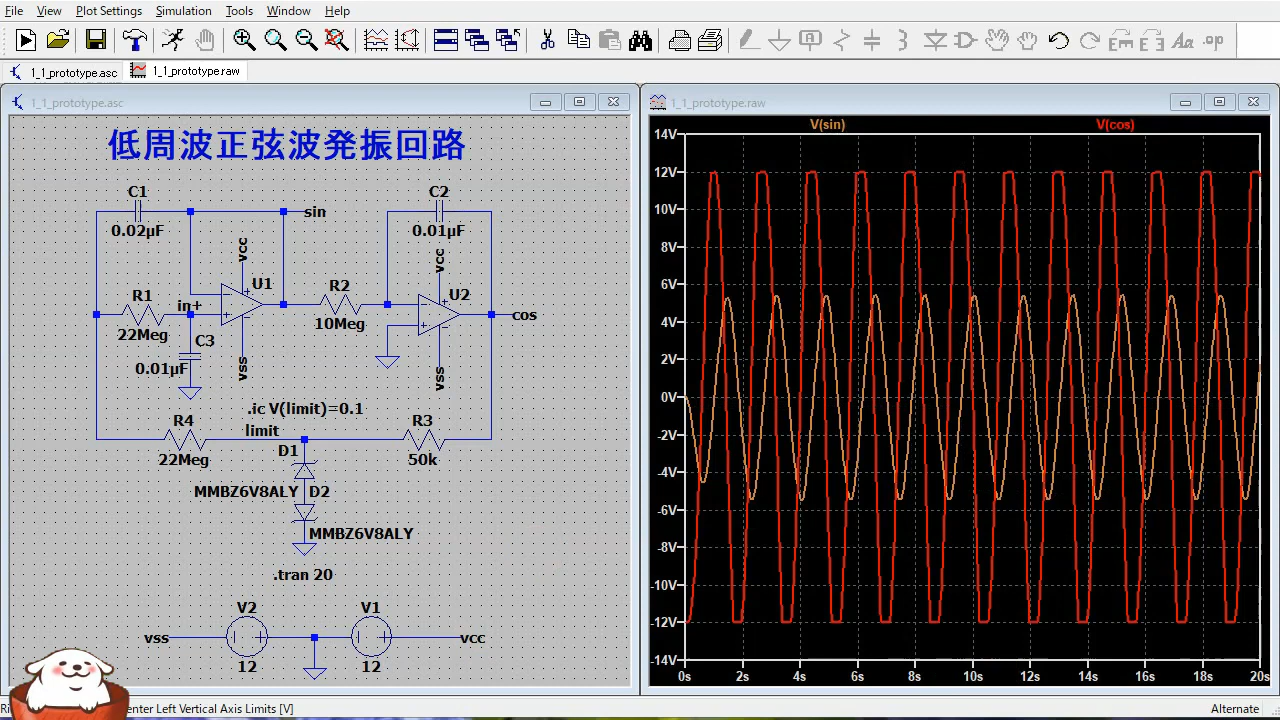 File View Plot Settings Simulation Tools Window Help
1_1_prototype.asc 1_1_prototype.raw
1_1_prototype.asc
低周波正弦波発振回路
C1
0.02µF
sin
C2
0.01µF
vcc
U1
R1
in+
22Meg
C3
0.01µF
vss
R2
10Meg
vcc
U2
cos
vss
.ic V(limit)=0.1
limit
R4
22Meg
R3
50k
D1
MMBZ6V8ALY D2
MMBZ6V8ALY
.tran 20
V2
V1
vss
vcc
12
12
1_1_prototype.raw
V(sin) V(cos)
14V
12V
10V
8V
6V
4V
2V
0V
-2V
-4V
-6V
-8V
-10V
-12V
-14V
0s 2s 4s 6s 8s 10s 12s 14s 16s 18s 20s
enter Left Vertical Axis Limits [V]
Alternate